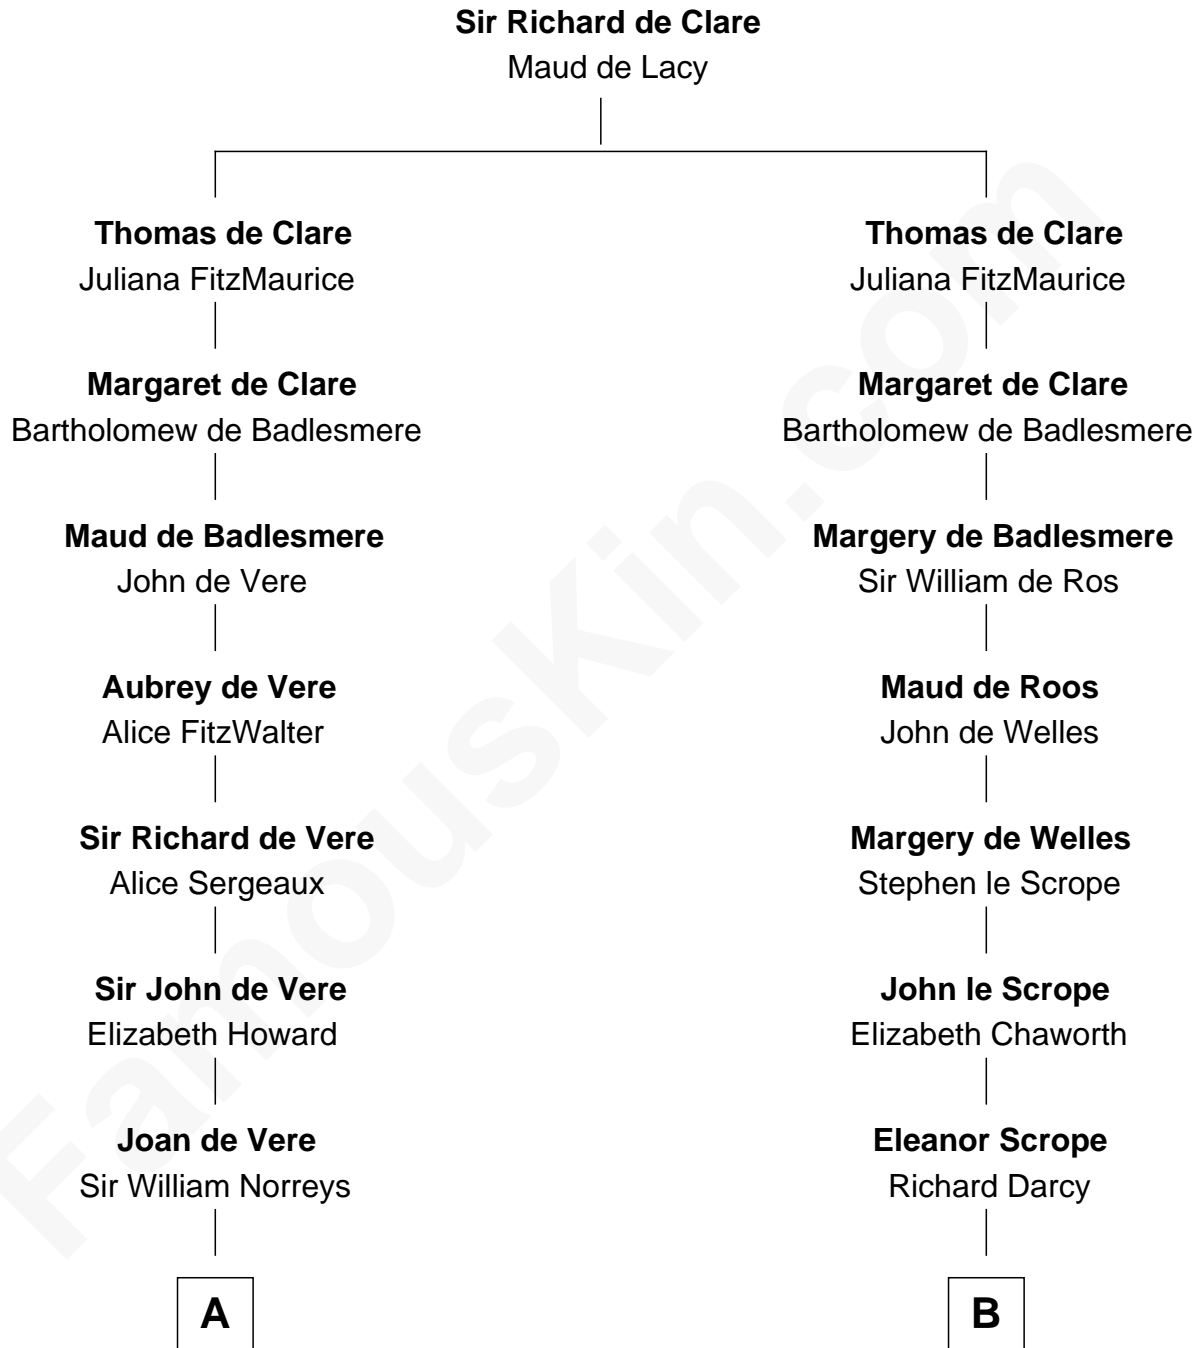 Sir Richard de Clare
Maud de Lacy
Thomas de Clare
Juliana FitzMaurice
Margaret de Clare
Bartholomew de Badlesmere
Maud de Badlesmere
John de Vere
Aubrey de Vere
Alice FitzWalter
Sir Richard de Vere
Alice Sergeaux
Sir John de Vere
Elizabeth Howard
Joan de Vere
Sir William Norreys
A
Thomas de Clare
Juliana FitzMaurice
Margaret de Clare
Bartholomew de Badlesmere
Margery de Badlesmere
Sir William de Ros
Maud de Roos
John de Welles
Margery de Welles
Stephen le Scrope
John le Scrope
Elizabeth Chaworth
Eleanor Scrope
Richard Darcy
B
FamousKin.com